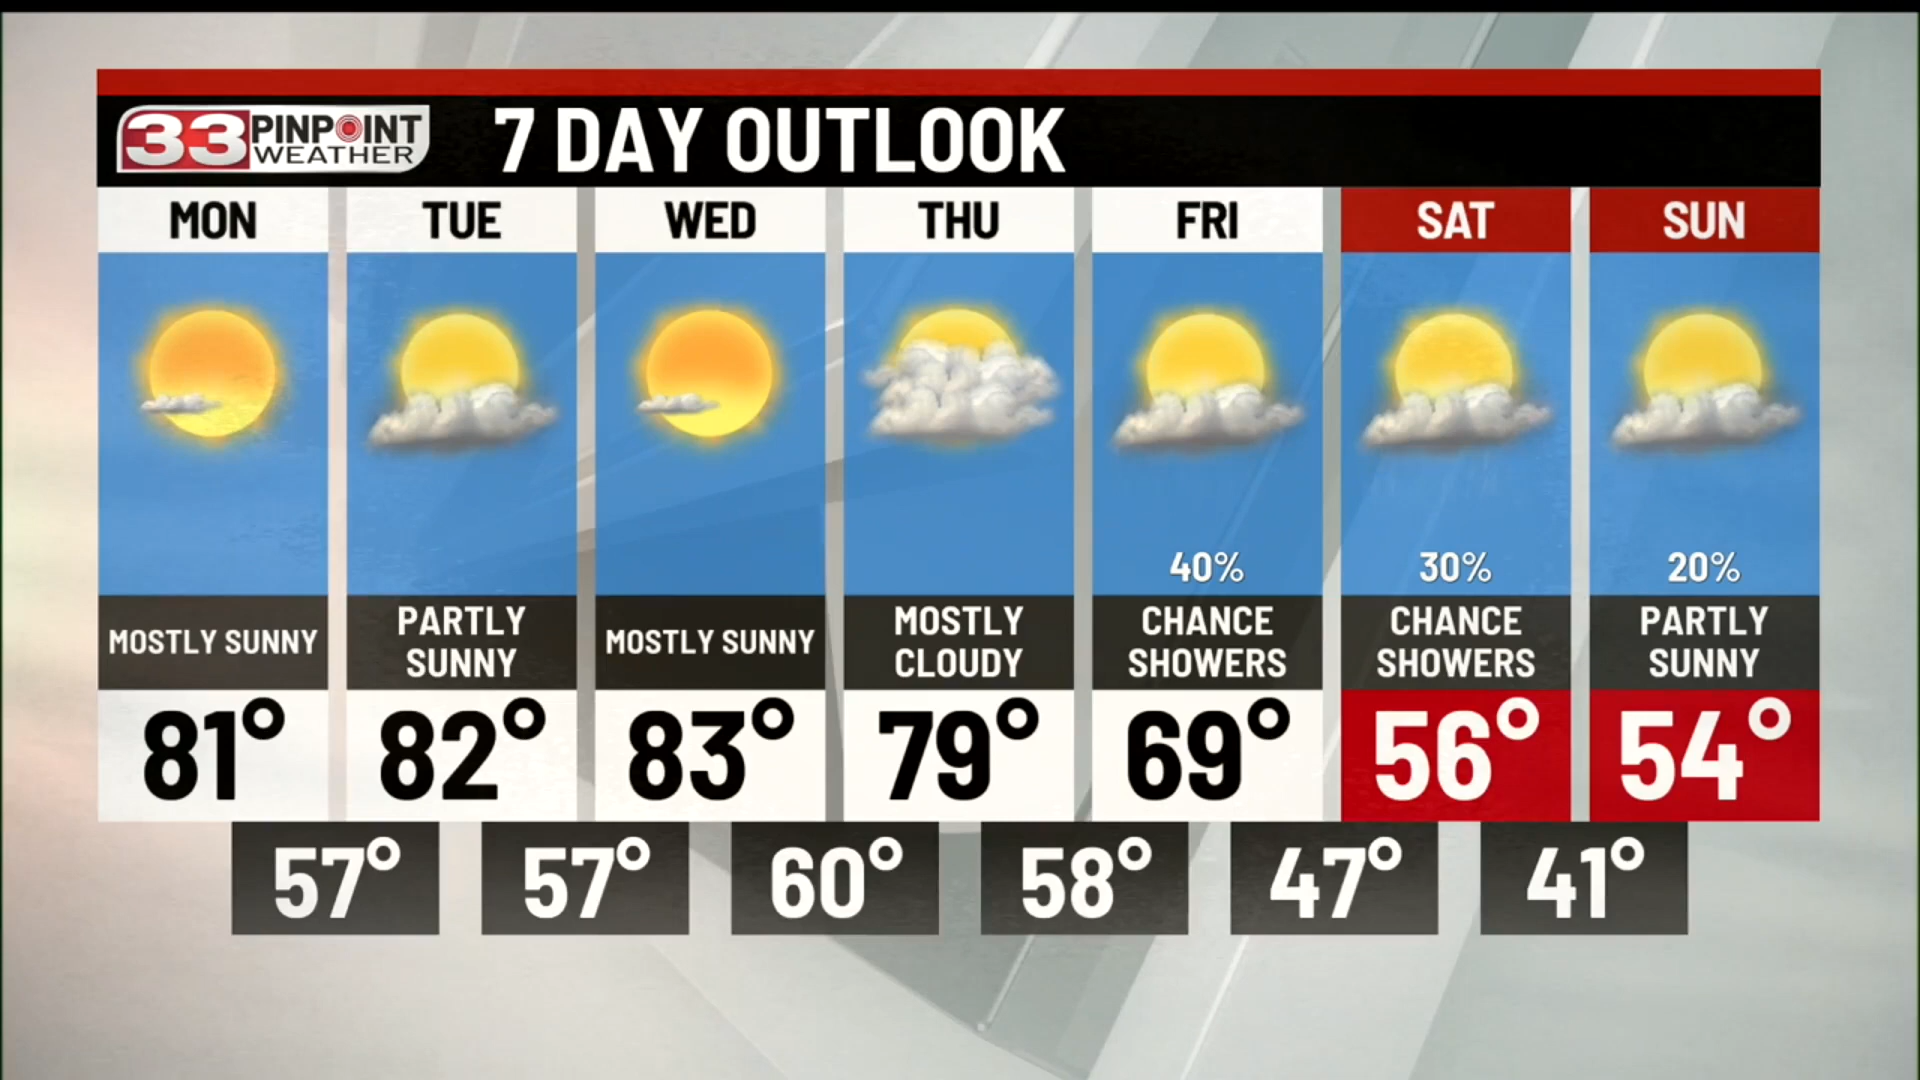 33 PINPOINT WEATHER
7 DAY OUTLOOK
MON TUE WED THU FRI SAT SUN
40% 30% 20%
MOSTLY SUNNY
PARTLY SUNNY
MOSTLY SUNNY
MOSTLY CLOUDY
CHANCE SHOWERS
CHANCE SHOWERS
PARTLY SUNNY
81° 82° 83° 79° 69° 56° 54°
57° 57° 60° 58° 47° 41°